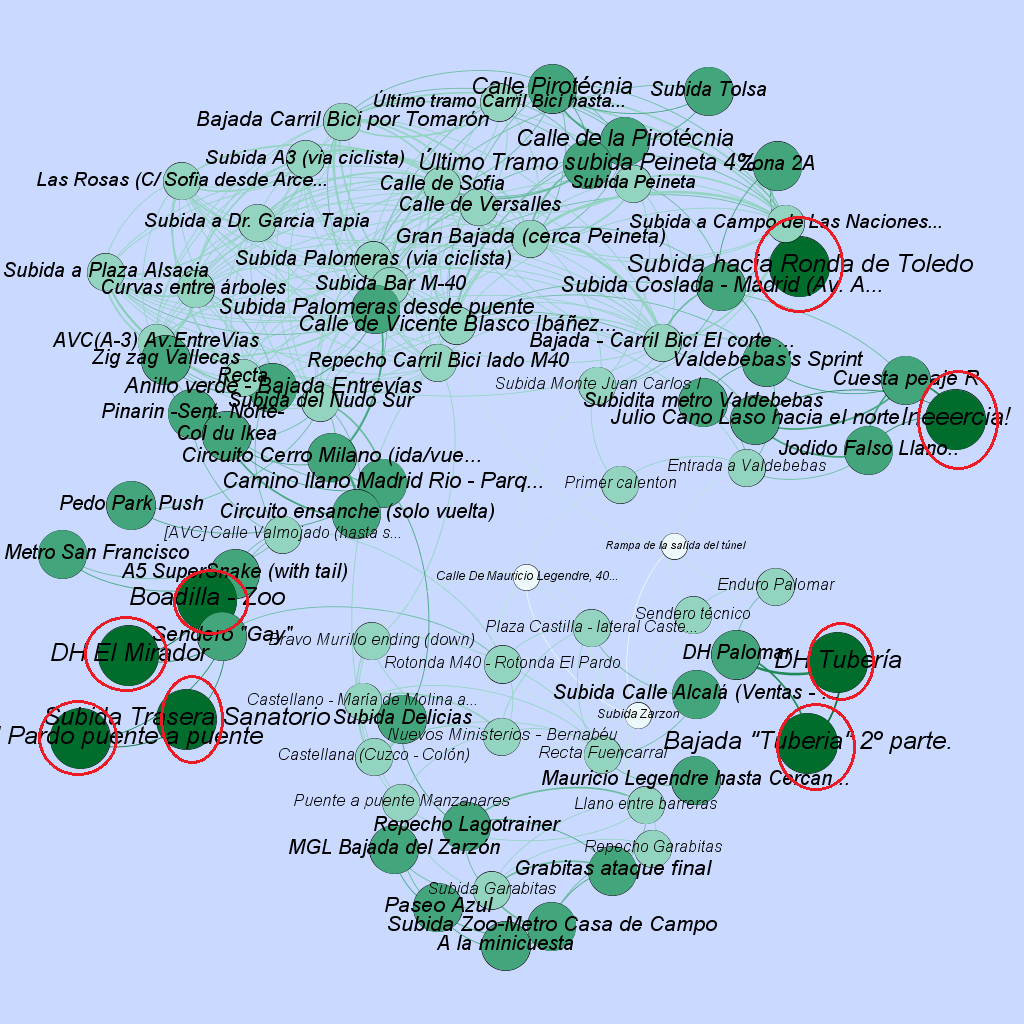 Calle Pirotécnia
Subida Tolsa
Último tramo Carril Bici hasta...
Bajada Carril Bici por Tomarón
Calle de la Pirotécnia
Subida A3 (via ciclista)
Último Tramo subida Peineta 4%
Zona 2A
Las Rosas (C/ Sofia desde Arce...
Calle de Sofia
Subida Peineta
Calle de Versalles
Subida a Dr. Garcia Tapia
Subida a Campo de Las Naciones...
Gran Bajada (cerca Peineta)
Subida Palomeras (via ciclista)
Subida hacia Ronda de Toledo
Subida a Plaza Alsacia
Curvas entre árboles
Subida Bar M-40
Subida Coslada - Madrid (Av. A...
Subida Palomeras desde puente
Calle de Vicente Blasco Ibáñez...
AVC(A-3) Av.EntreVias
Bajada - Carril Bici El corte ...
Zig zag Vallecas
Repecho Carril Bici lado M40
Valdebebas's Sprint
Recta
Cuesta peaje R
Anillo verde - Bajada Entrevías
Subida Monte Juan Carlos I
Subida del Nudo Sur
Subidita metro Valdebebas
Pinarin -Sent. Norte-
Julio Cano Laso hacia el norte
Ineeercia!
Col du Ikea
Jodido Falso Llano..
Circuito Cerro Milano (ida/vue...
Entrada a Valdebebas
Camino llano Madrid Rio - Parq...
Primer calenton
Pedo Park Push
Circuito ensanche (solo vuelta)
[AVC] Calle Valmojado (hasta s...
Rampa de la salida del túnel
Metro San Francisco
A5 SuperSnake (with tail)
Calle De Mauricio Legendre, 40...
Enduro Palomar
Boadilla - Zoo
Sendero técnico
Plaza Castilla - lateral Caste...
Sendero "Gay"
Bravo Murillo ending (down)
DH El Mirador
DH Palomar
DH Tubería
Rotonda M40 - Rotonda El Pardo
Subida Calle Alcalá (Ventas -
Castellano - María de Molina a...
Subida Trasera Sanatorio
Subida Delicias
Subida Zarzon
Pardo puente a puente
Nuevos Ministerios - Bernabéu
Bajada "Tuberia" 2º parte.
Castellana (Cuzco - Colón)
Recta Fuencarral
Mauricio Legendre hasta Cercan...
Puente a puente Manzanares
Llano entre barreras
Repecho Lagotrainer
MGL Bajada del Zarzón
Repecho Garabitas
Grabitas ataque final
Subida Garabitas
Paseo Azul
Subida Zoo-Metro Casa de Campo
A la minicuesta